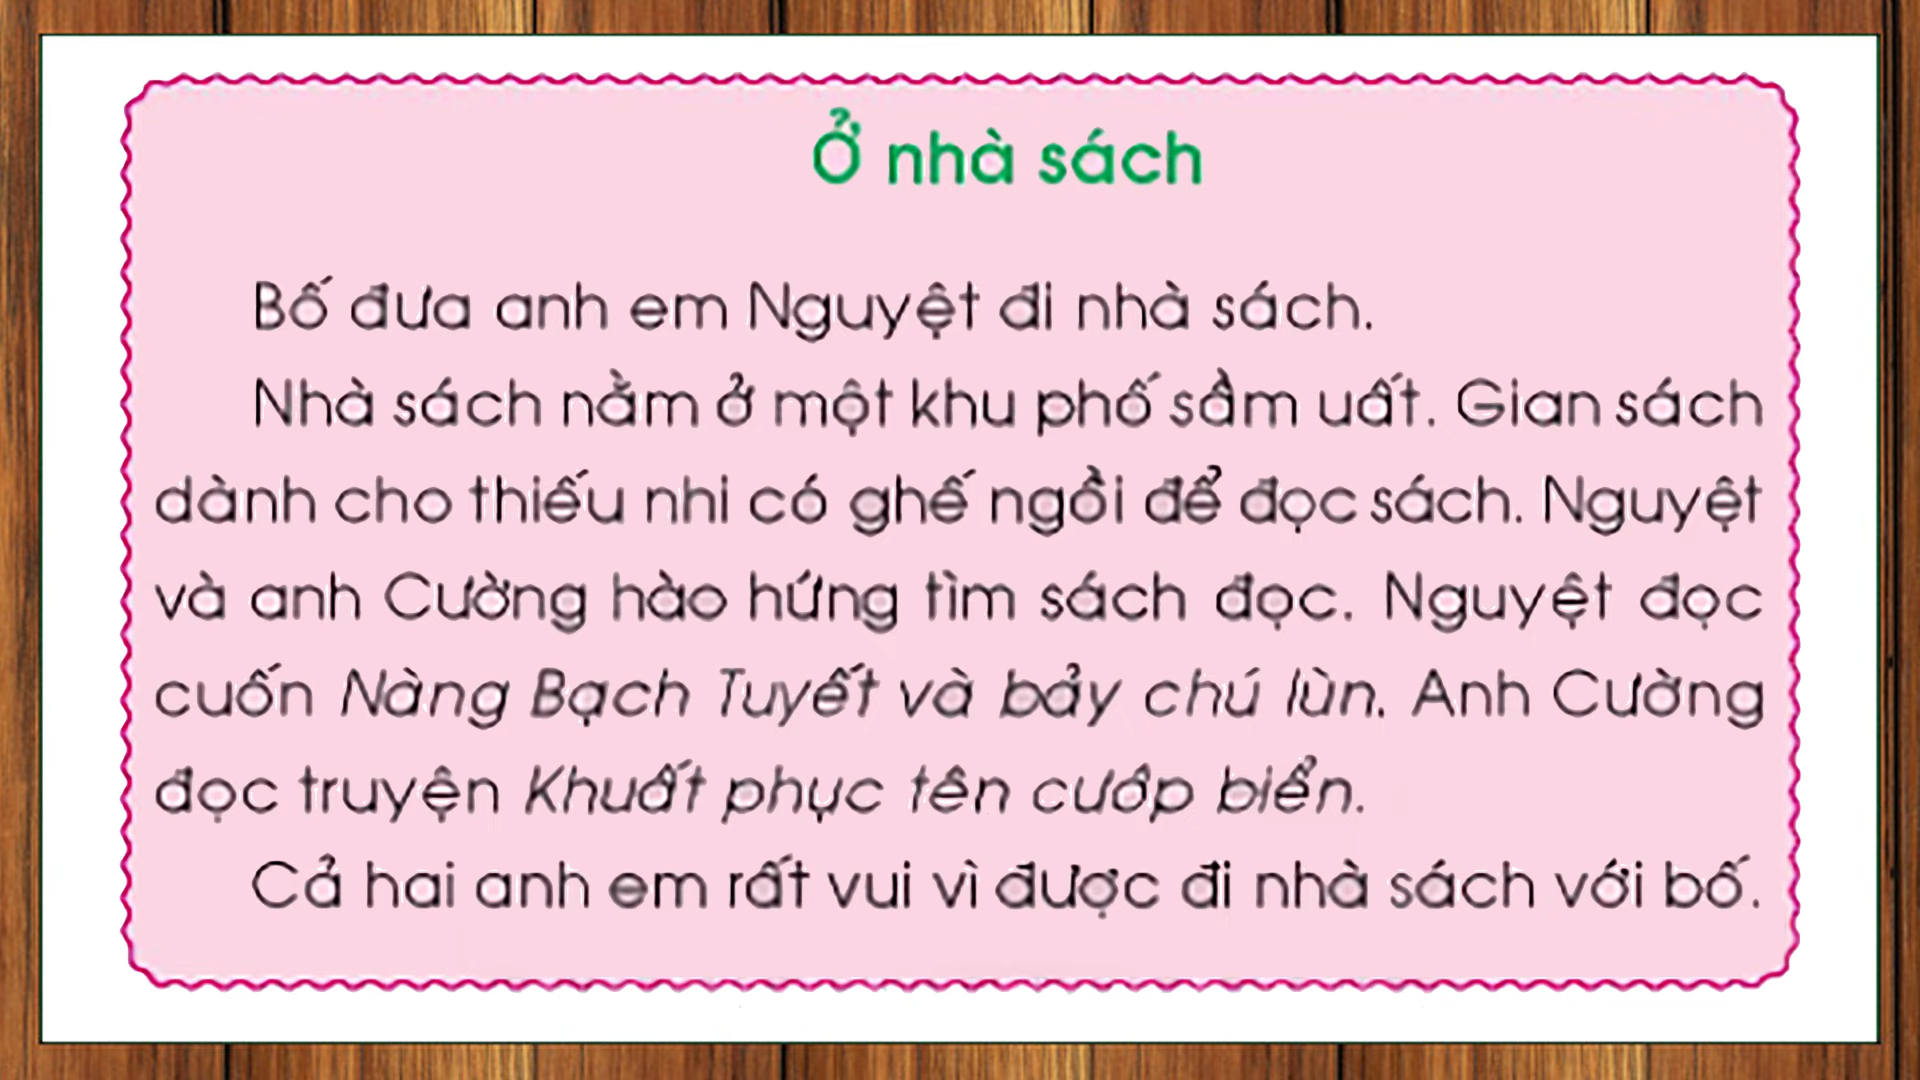 Ở nhà sách
Bố đưa anh em Nguyệt đi nhà sách.
Nhà sách nằm ở một khu phố sầm uất. Gian sách
dành cho thiếu nhi có ghế ngồi để đọc sách. Nguyệt
và anh Cường hào hứng tìm sách đọc. Nguyệt đọc
cuốn Nàng Bạch Tuyết và bảy chú lùn. Anh Cường
đọc truyện Khuất phục tên cướp biển.
Cả hai anh em rất vui vì được đi nhà sách với bố.